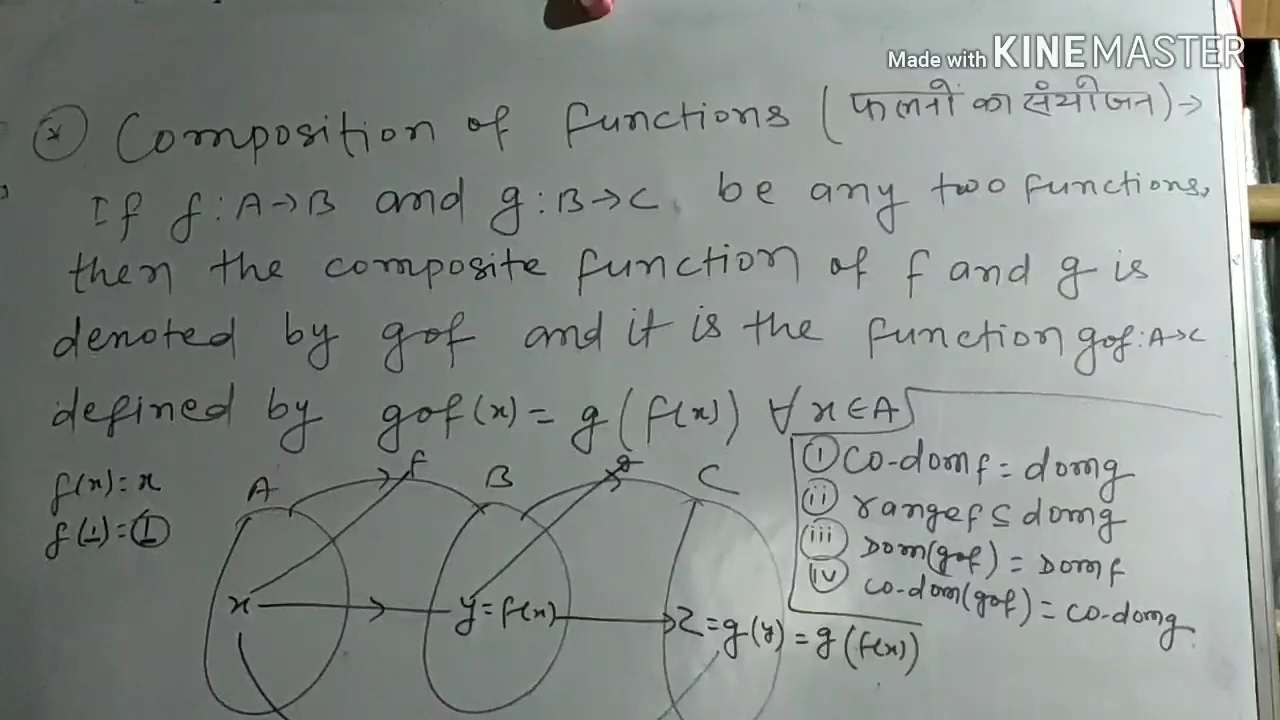 Made with KINEMASTER
* Composition of functions (फलनों का संयोजन) →
If f:A→B and g:B→C be any two functions,
then the composite function of f and g is
denoted by gof and it is the function gof:A→C
defined by gof(x) = g(f(x)) ∀ x∈A
f(x)=x
f(1)=1
A f B g C
x y=f(x) z=g(y)=g(f(x))
(i) co-dom f = dom g
(ii) range f ⊆ dom g
(iii) Dom(gof) = Dom f
(iv) co-dom(gof) = co-dom g